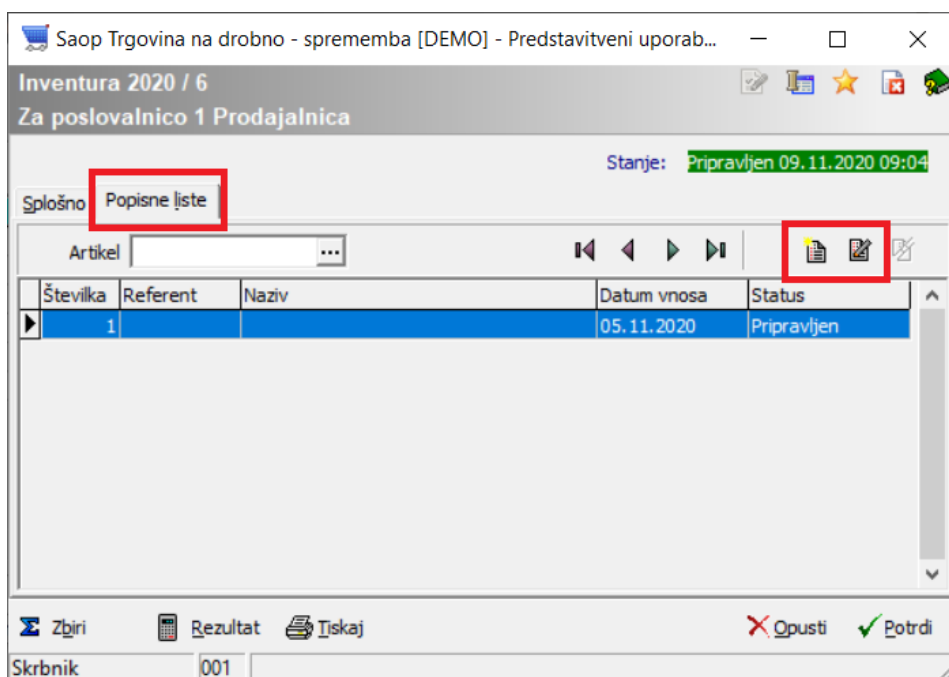 Saop Trgovina na drobno - sprememba [DEMO] - Predstavitveni uporab...
Inventura 2020 / 6
Za poslovalnico 1 Prodajalnica
Stanje: Pripravljen 09.11.2020 09:04
Splošno Popisne liste
Artikel ...
Številka Referent Naziv Datum vnosa Status
1 05.11.2020 Pripravljen
Zbiri Rezultat Tiskaj Opusti Potrdi
Skrbnik 001